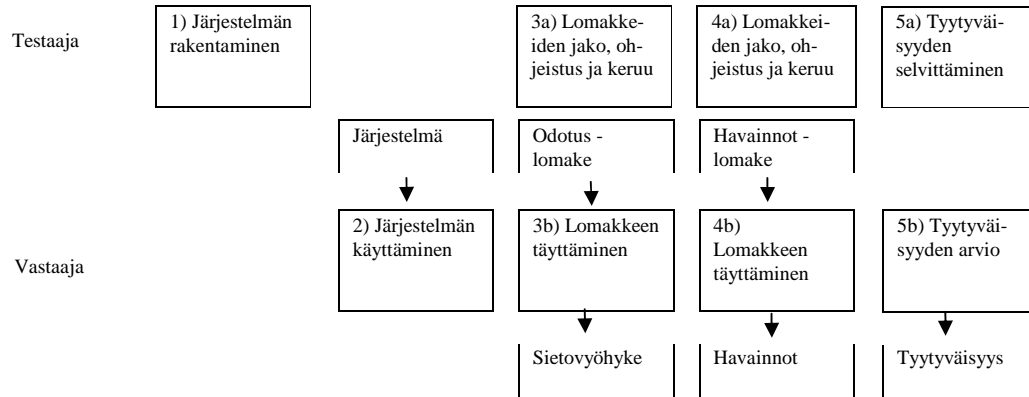 Testaaja
1) Järjestelmän
rakentaminen
3a) Lomakke-
iden jako, oh-
jeistus ja keruu
4a) Lomakkei-
den jako, oh-
jeistus ja keruu
5a) Tyytyväi-
syyden
selvittäminen
Järjestelmä
Odotus -
lomake
Havainnot -
lomake
Vastaaja
2) Järjestelmän
käyttäminen
3b) Lomakkeen
täyttäminen
4b)
Lomakkeen
täyttäminen
5b) Tyytyväi-
syyden arvio
Sietovyöhyke
Havainnot
Tyytyväisyys